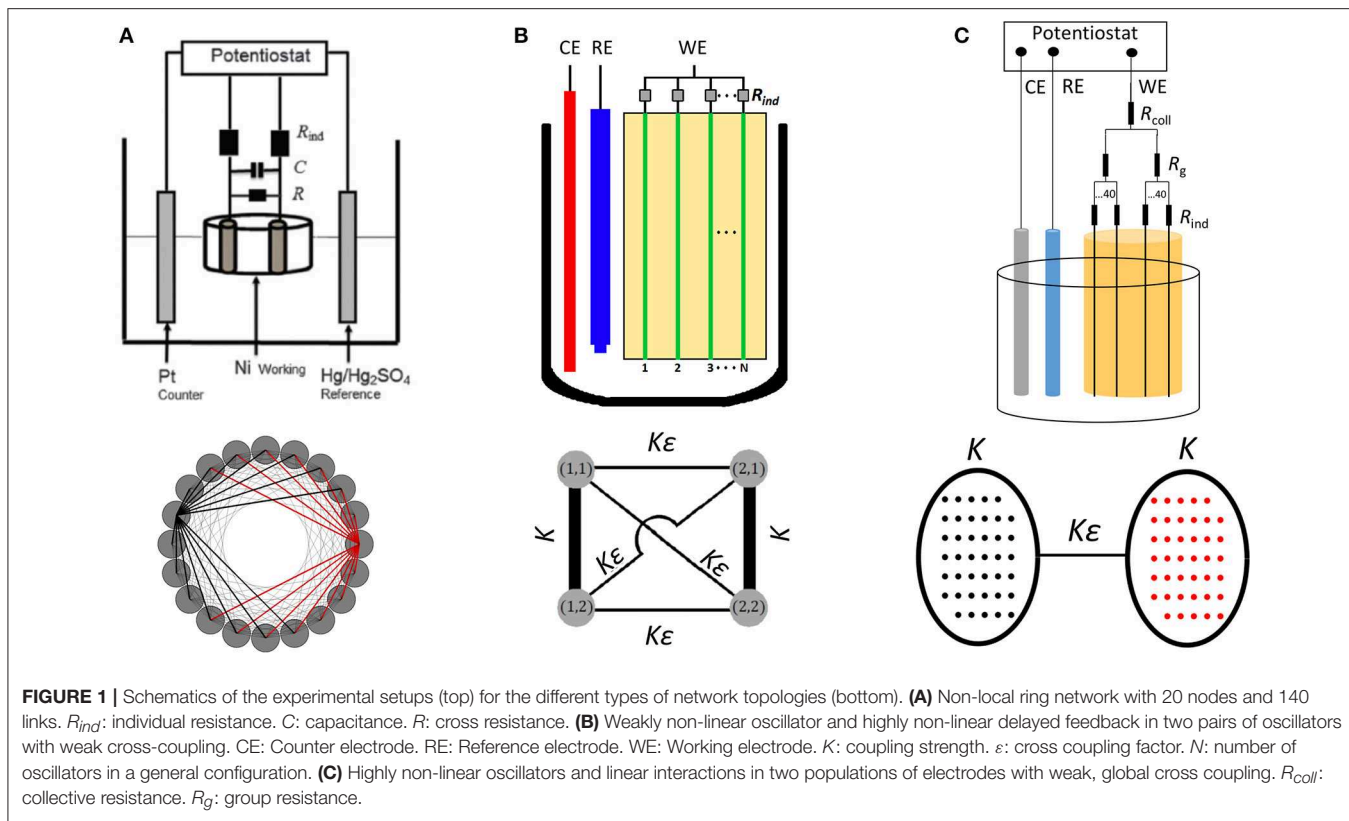 A
Potentiostat
R_ind
C
R
Pt
Counter
Ni Working
Hg/Hg₂SO₄
Reference
B
CE RE WE
R_ind
1 2 3 N
Kε
(1,1) (2,1)
K K
Kε Kε
(1,2) (2,2)
Kε
C
Potentiostat
CE RE WE
R_coll
R_g
...40 ...40
R_ind
K K
Kε
FIGURE 1 | Schematics of the experimental setups (top) for the different types of network topologies (bottom). (A) Non-local ring network with 20 nodes and 140
links. R_ind: individual resistance. C: capacitance. R: cross resistance. (B) Weakly non-linear oscillator and highly non-linear delayed feedback in two pairs of oscillators
with weak cross-coupling. CE: Counter electrode. RE: Reference electrode. WE: Working electrode. K: coupling strength. ε: cross coupling factor. N: number of
oscillators in a general configuration. (C) Highly non-linear oscillators and linear interactions in two populations of electrodes with weak, global cross coupling. R_coll:
collective resistance. R_g: group resistance.